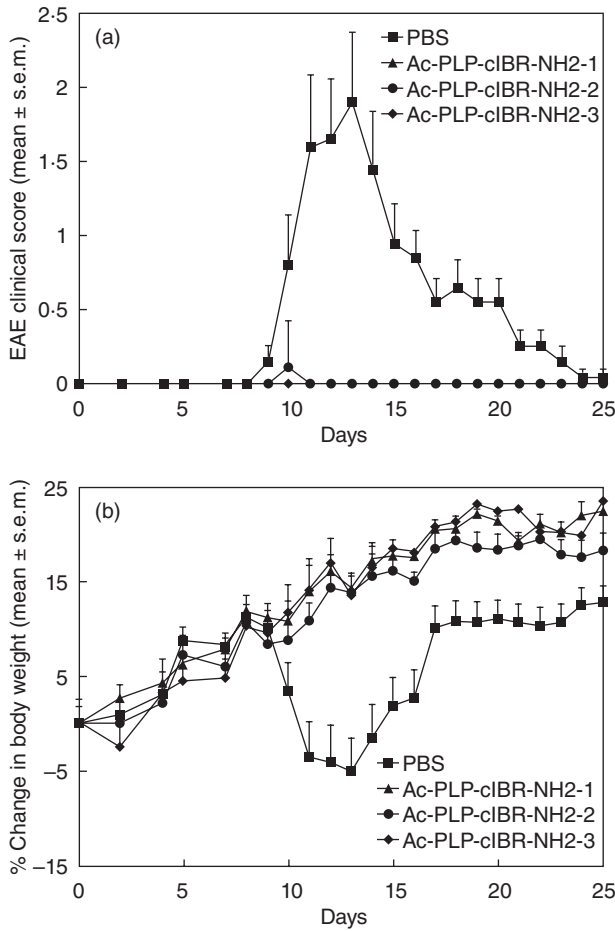 (a)
PBS
Ac-PLP-cIBR-NH2-1
Ac-PLP-cIBR-NH2-2
Ac-PLP-cIBR-NH2-3
EAE clinical score (mean ± s.e.m.)
2·5
2
1·5
1
0·5
0
0 5 10 15 20 25
Days
(b)
% Change in body weight (mean ± s.e.m.)
25
15
5
–5
–15
PBS
Ac-PLP-cIBR-NH2-1
Ac-PLP-cIBR-NH2-2
Ac-PLP-cIBR-NH2-3
0 5 10 15 20 25
Days